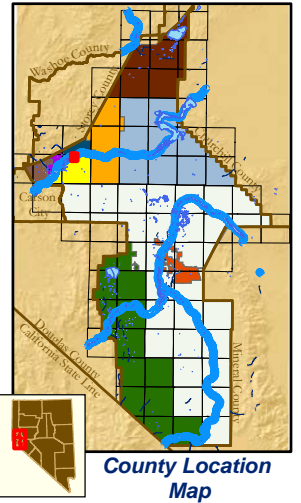 Washoe County
Storey County
Churchill County
Carson
City
Douglas County
California State Line
Mineral County
County Location
Map